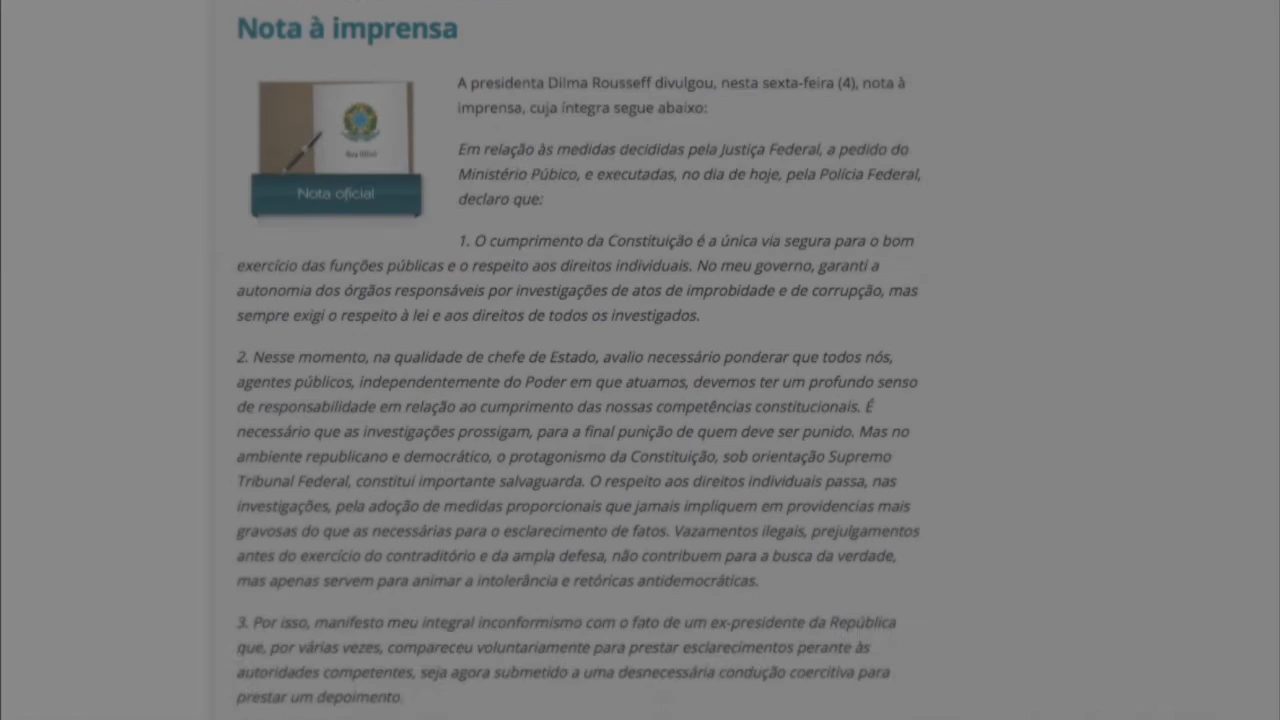 Nota à imprensa
Nota oficial
A presidenta Dilma Rousseff divulgou, nesta sexta-feira (4), nota à
imprensa, cuja íntegra segue abaixo:
Em relação às medidas decididas pela Justiça Federal, a pedido do
Ministério Púbico, e executadas, no dia de hoje, pela Polícia Federal,
declaro que:
1. O cumprimento da Constituição é a única via segura para o bom
exercício das funções públicas e o respeito aos direitos individuais. No meu governo, garanti a
autonomia dos órgãos responsáveis por investigações de atos de improbidade e de corrupção, mas
sempre exigi o respeito à lei e aos direitos de todos os investigados.
2. Nesse momento, na qualidade de chefe de Estado, avalio necessário ponderar que todos nós,
agentes públicos, independentemente do Poder em que atuamos, devemos ter um profundo senso
de responsabilidade em relação ao cumprimento das nossas competências constitucionais. É
necessário que as investigações prossigam, para a final punição de quem deve ser punido. Mas no
ambiente republicano e democrático, o protagonismo da Constituição, sob orientação Supremo
Tribunal Federal, constitui importante salvaguarda. O respeito aos direitos individuais passa, nas
investigações, pela adoção de medidas proporcionais que jamais impliquem em providencias mais
gravosas do que as necessárias para o esclarecimento de fatos. Vazamentos ilegais, prejulgamentos
antes do exercício do contraditório e da ampla defesa, não contribuem para a busca da verdade,
mas apenas servem para animar a intolerância e retóricas antidemocráticas.
3. Por isso, manifesto meu integral inconformismo com o fato de um ex-presidente da República
que, por várias vezes, compareceu voluntariamente para prestar esclarecimentos perante às
autoridades competentes, seja agora submetido a uma desnecessária condução coercitiva para
prestar um depoimento.